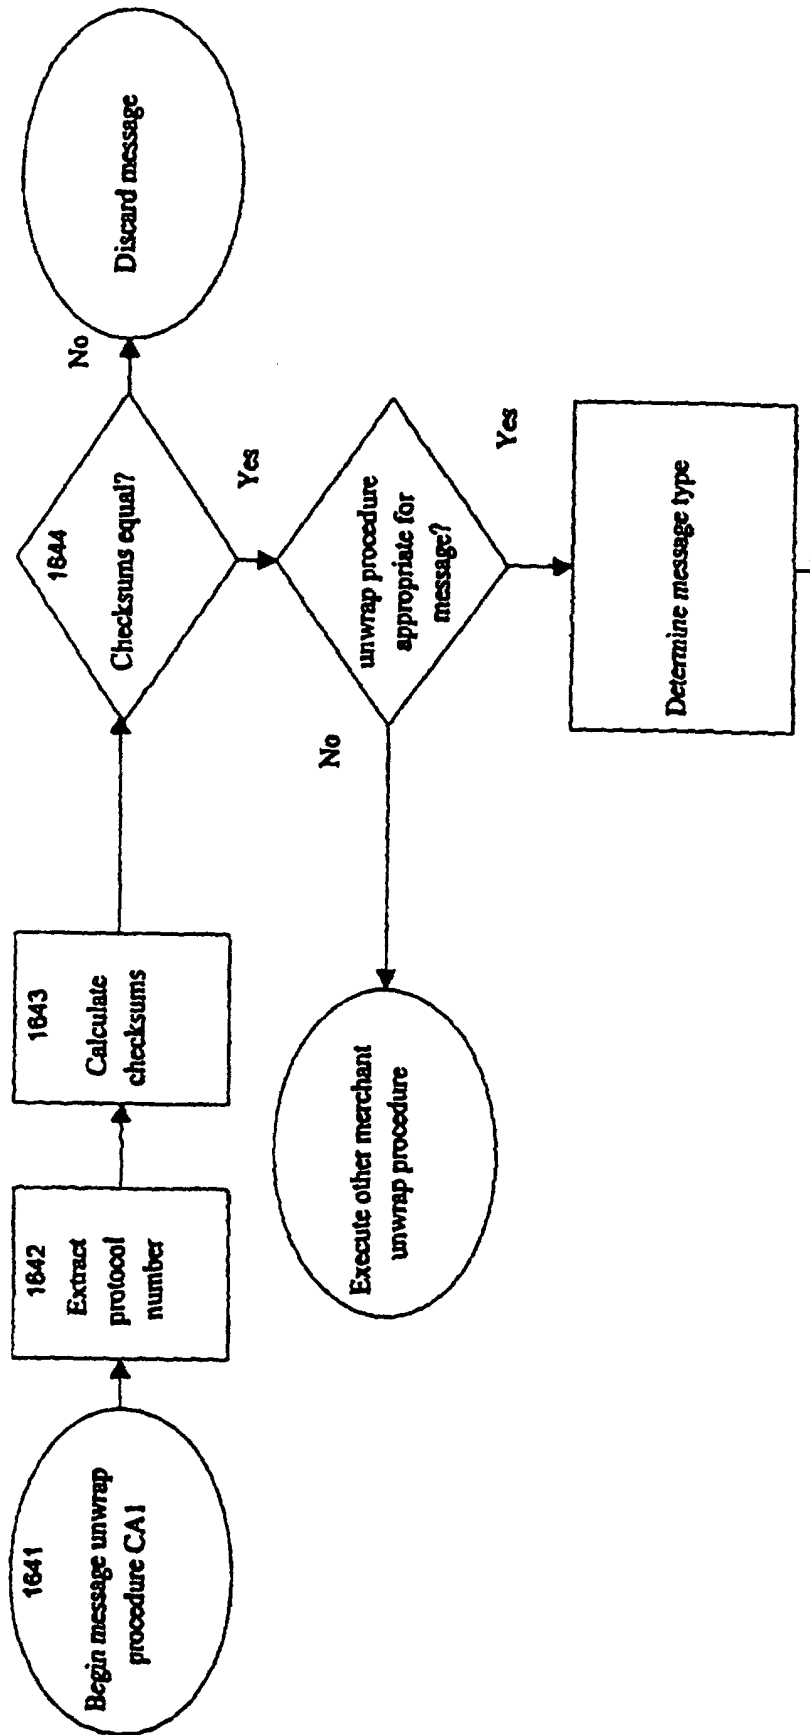 1641
Begin message unwrap
procedure CA1
1642
Extract
protocol
number
1643
Calculate
checksums
1644
Checksums equal?
No
Discard message
Yes
unwrap procedure
appropriate for
message?
No
Execute other merchant
unwrap procedure
Yes
Determine message type